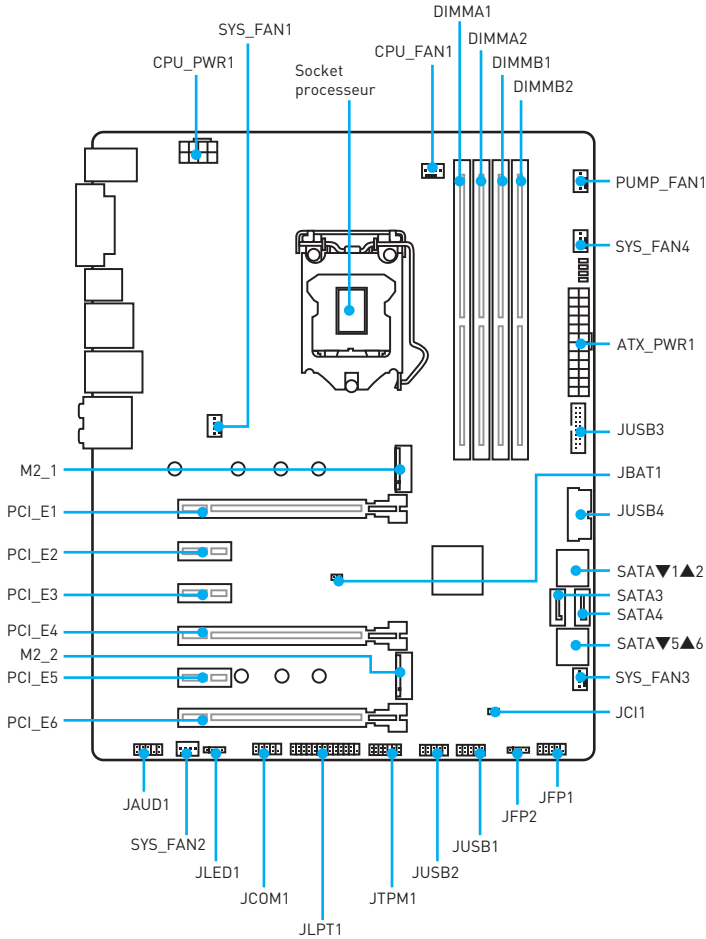 DIMMA1
SYS_FAN1
DIMMA2
CPU_FAN1
CPU_PWR1
DIMMB1
Socket
processeur
DIMMB2
PUMP_FAN1
SYS_FAN4
ATX_PWR1
JUSB3
M2_1
JBAT1
PCI_E1
JUSB4
PCI_E2
SATA▼1▲2
PCI_E3
SATA3
SATA4
PCI_E4
SATA▼5▲6
M2_2
PCI_E5
SYS_FAN3
PCI_E6
JCI1
JAUD1
JFP1
JFP2
SYS_FAN2
JUSB1
JLED1
JUSB2
JCOM1
JTPM1
JLPT1